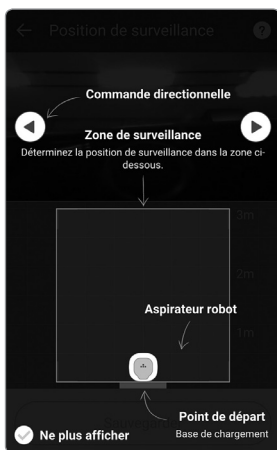 Position de surveillance ?
Commande directionnelle
Zone de surveillance
Déterminez la position de surveillance dans la zone ci-
dessous.
3m
2m
Aspirateur robot
1m
Point de départ
Ne plus afficher
Base de chargement